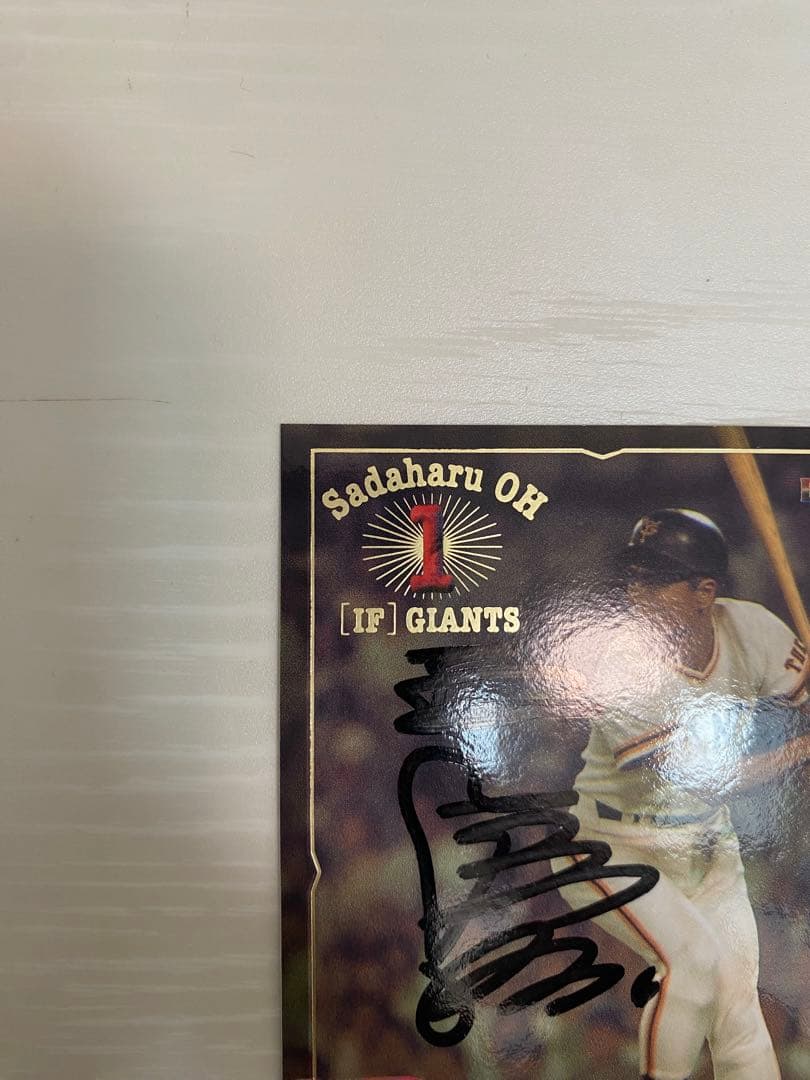 Sadaharu OH
1
[IF] GIANTS